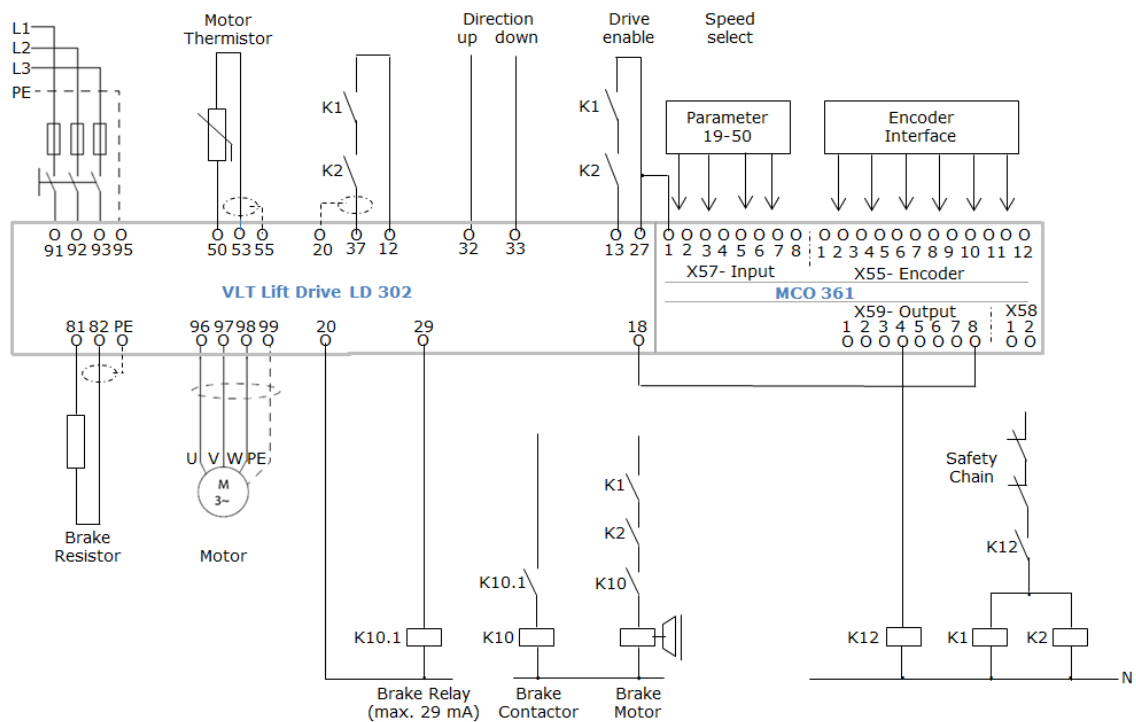 Motor Direction Drive Speed
Thermistor up down enable select
L1
L2
L3
PE
K1 K1
K2 K2
Parameter
19-50
Encoder
Interface
91 92 93 95 50 53 55 20 37 12 32 33 13 27 1 2 3 4 5 6 7 8 1 2 3 4 5 6 7 8 9 10 11 12
X57- Input X55- Encoder
VLT Lift Drive LD 302 MCO 361
X59- Output X58
81 82 PE 96 97 98 99 20 29 18 1 2 3 4 5 6 7 8 1 2
U V W PE
M
3~
Brake
Resistor
Motor
K1
K2
K10.1 K10
Safety
Chain
K12
K10.1 K10 K12 K1 K2
N
Brake Relay
(max. 29 mA)
Brake
Contactor
Brake
Motor